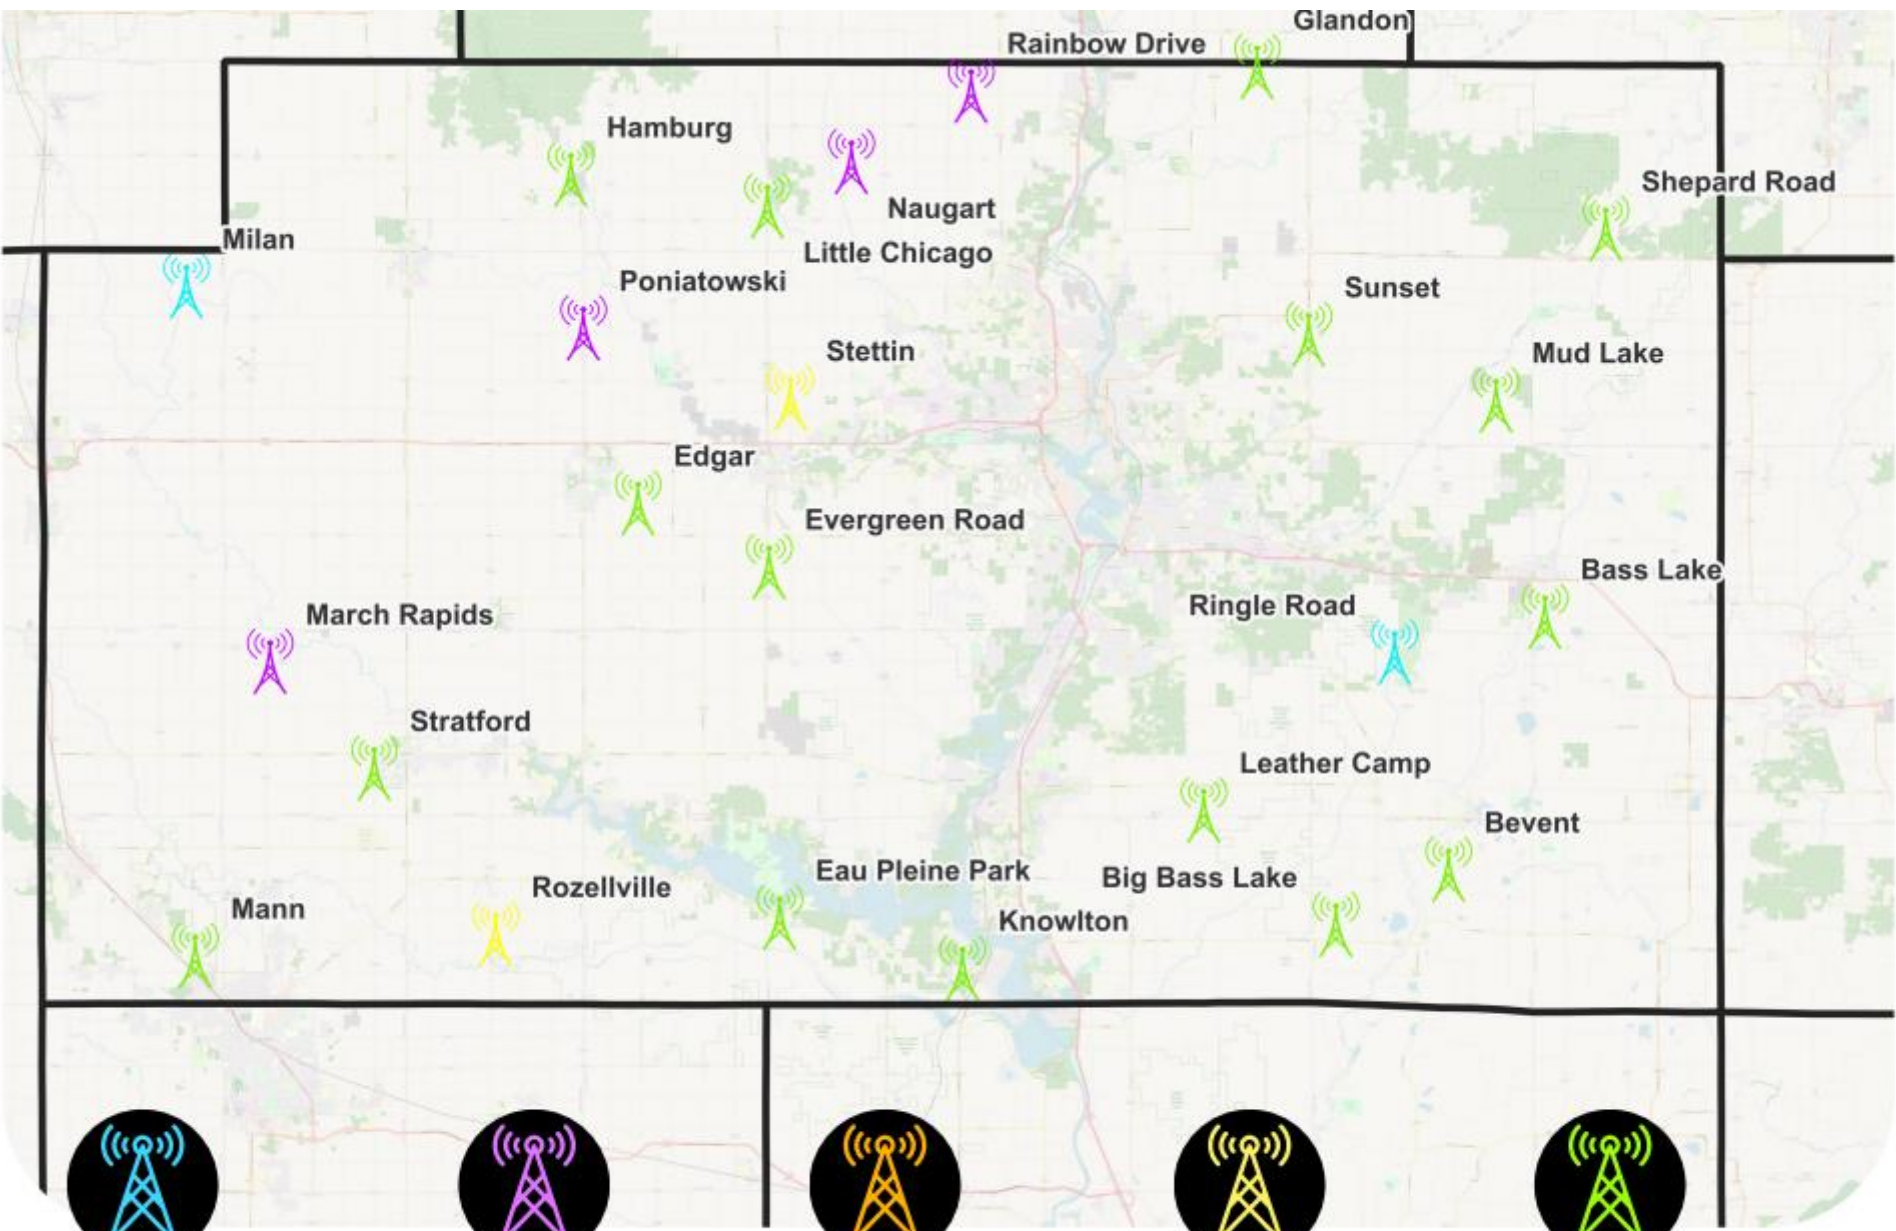 Glandon
Rainbow Drive
Hamburg
Shepard Road
Naugart
Milan
Little Chicago
Poniatowski
Sunset
Stettin
Mud Lake
Edgar
Evergreen Road
Bass Lake
Ringle Road
March Rapids
Stratford
Leather Camp
Bevent
Eau Pleine Park
Big Bass Lake
Rozellville
Mann
Knowlton